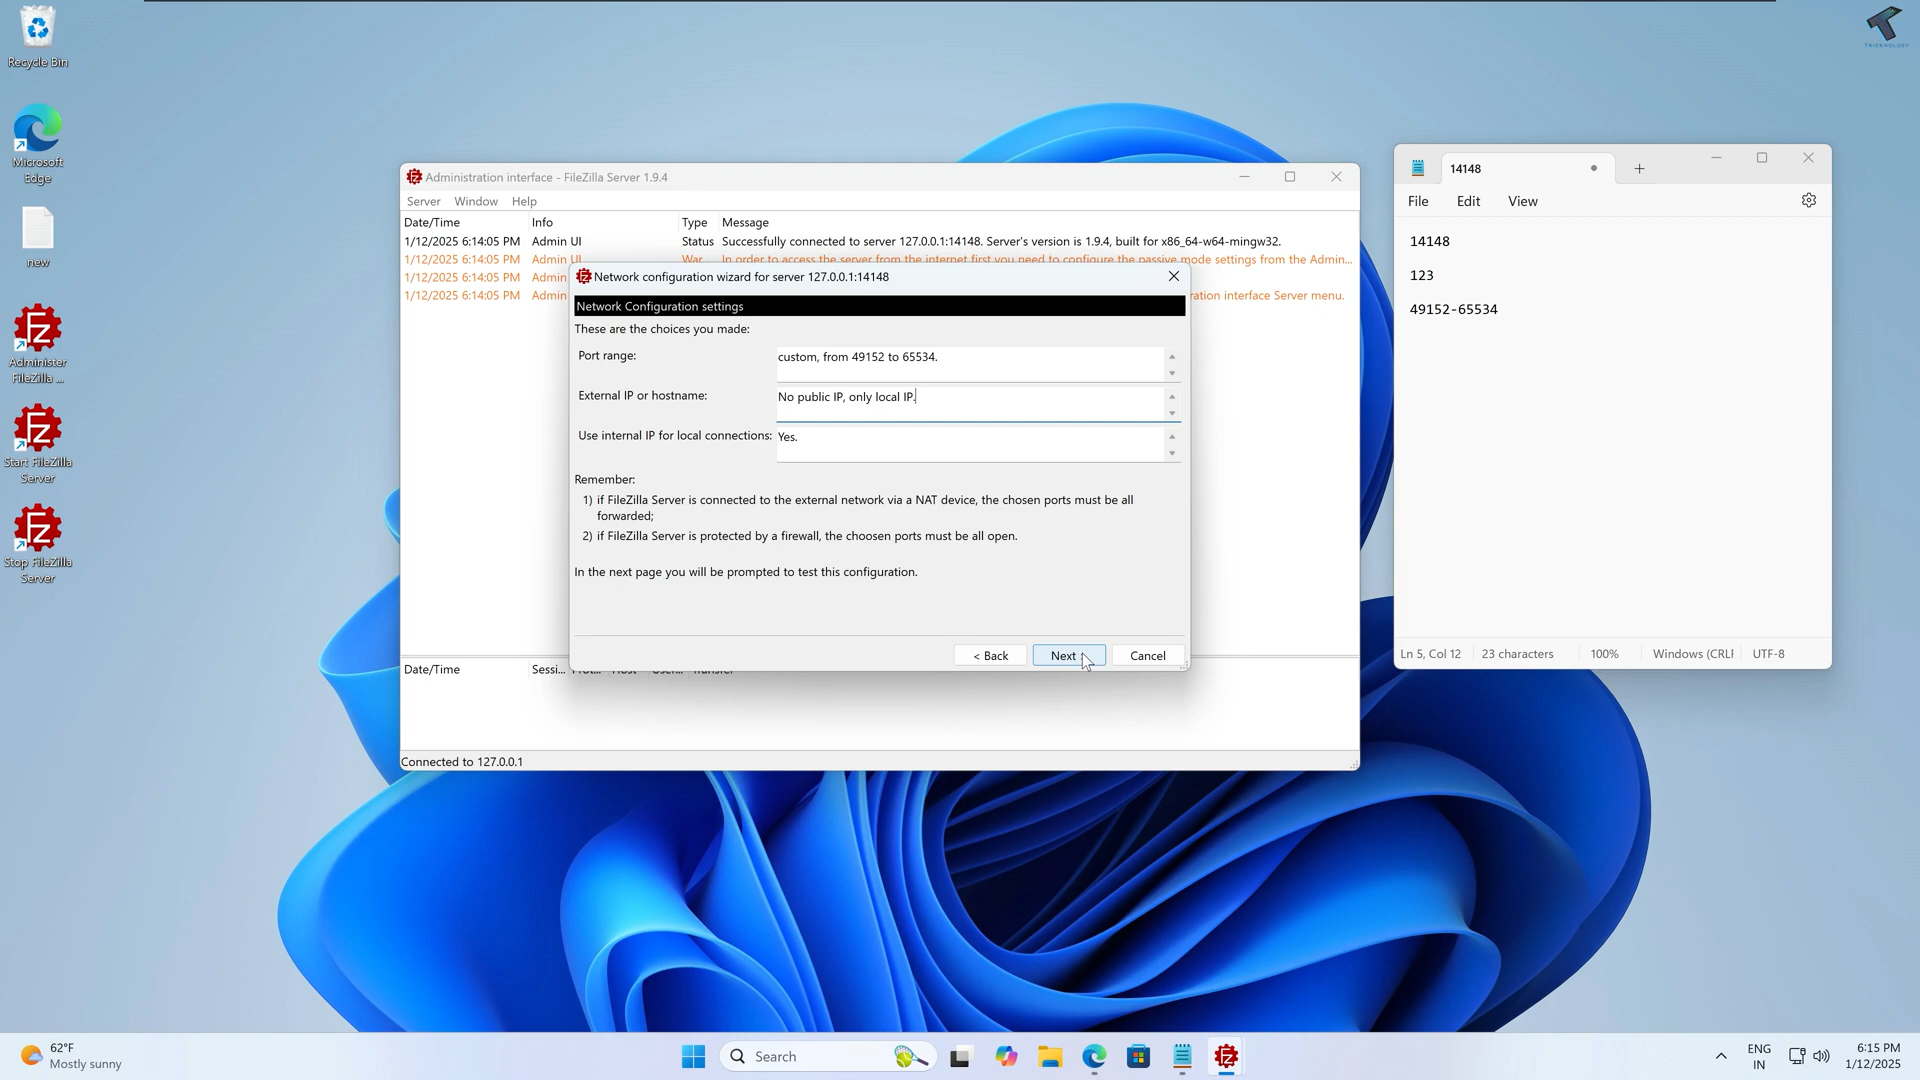 Recycle Bin
Microsoft
Edge
new
Administer
FileZilla ...
Start FileZilla
Server
Stop FileZilla
Server
TRICKNOLOGY
Administration interface - FileZilla Server 1.9.4
Server Window Help
Date/Time Info Type Message
1/12/2025 6:14:05 PM Admin UI Status Successfully connected to server 127.0.0.1:14148. Server's version is 1.9.4, built for x86_64-w64-mingw32.
1/12/2025 6:14:05 PM Admin UI War... In order to access the server from the internet first you need to configure the passive mode settings from the Admin...
1/12/2025 6:14:05 PM Admin
1/12/2025 6:14:05 PM Admin ration interface Server menu.
Network configuration wizard for server 127.0.0.1:14148
Network Configuration settings
These are the choices you made:
Port range: custom, from 49152 to 65534.
External IP or hostname: No public IP, only local IP.
Use internal IP for local connections: Yes.
Remember:
1) if FileZilla Server is connected to the external network via a NAT device, the chosen ports must be all
forwarded;
2) if FileZilla Server is protected by a firewall, the choosen ports must be all open.
In the next page you will be prompted to test this configuration.
< Back Next Cancel
Date/Time Sessi...
Connected to 127.0.0.1
14148
File Edit View
14148
123
49152-65534
Ln 5, Col 12 23 characters 100% Windows (CRLF UTF-8
62°F
Mostly sunny
Search
ENG
IN
6:15 PM
1/12/2025